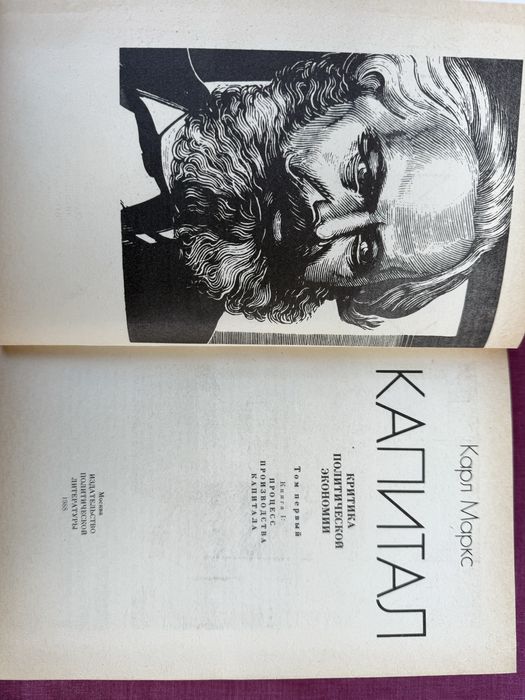 Карл Маркс
КАПИТАЛ
КРИТИКА
ПОЛИТИЧЕСКОЙ
ЭКОНОМИИ
Том первый
Книга I:
ПРОЦЕСС
ПРОИЗВОДСТВА
КАПИТАЛА
Москва
ИЗДАТЕЛЬСТВО
ПОЛИТИЧЕСКОЙ
ЛИТЕРАТУРЫ
1988